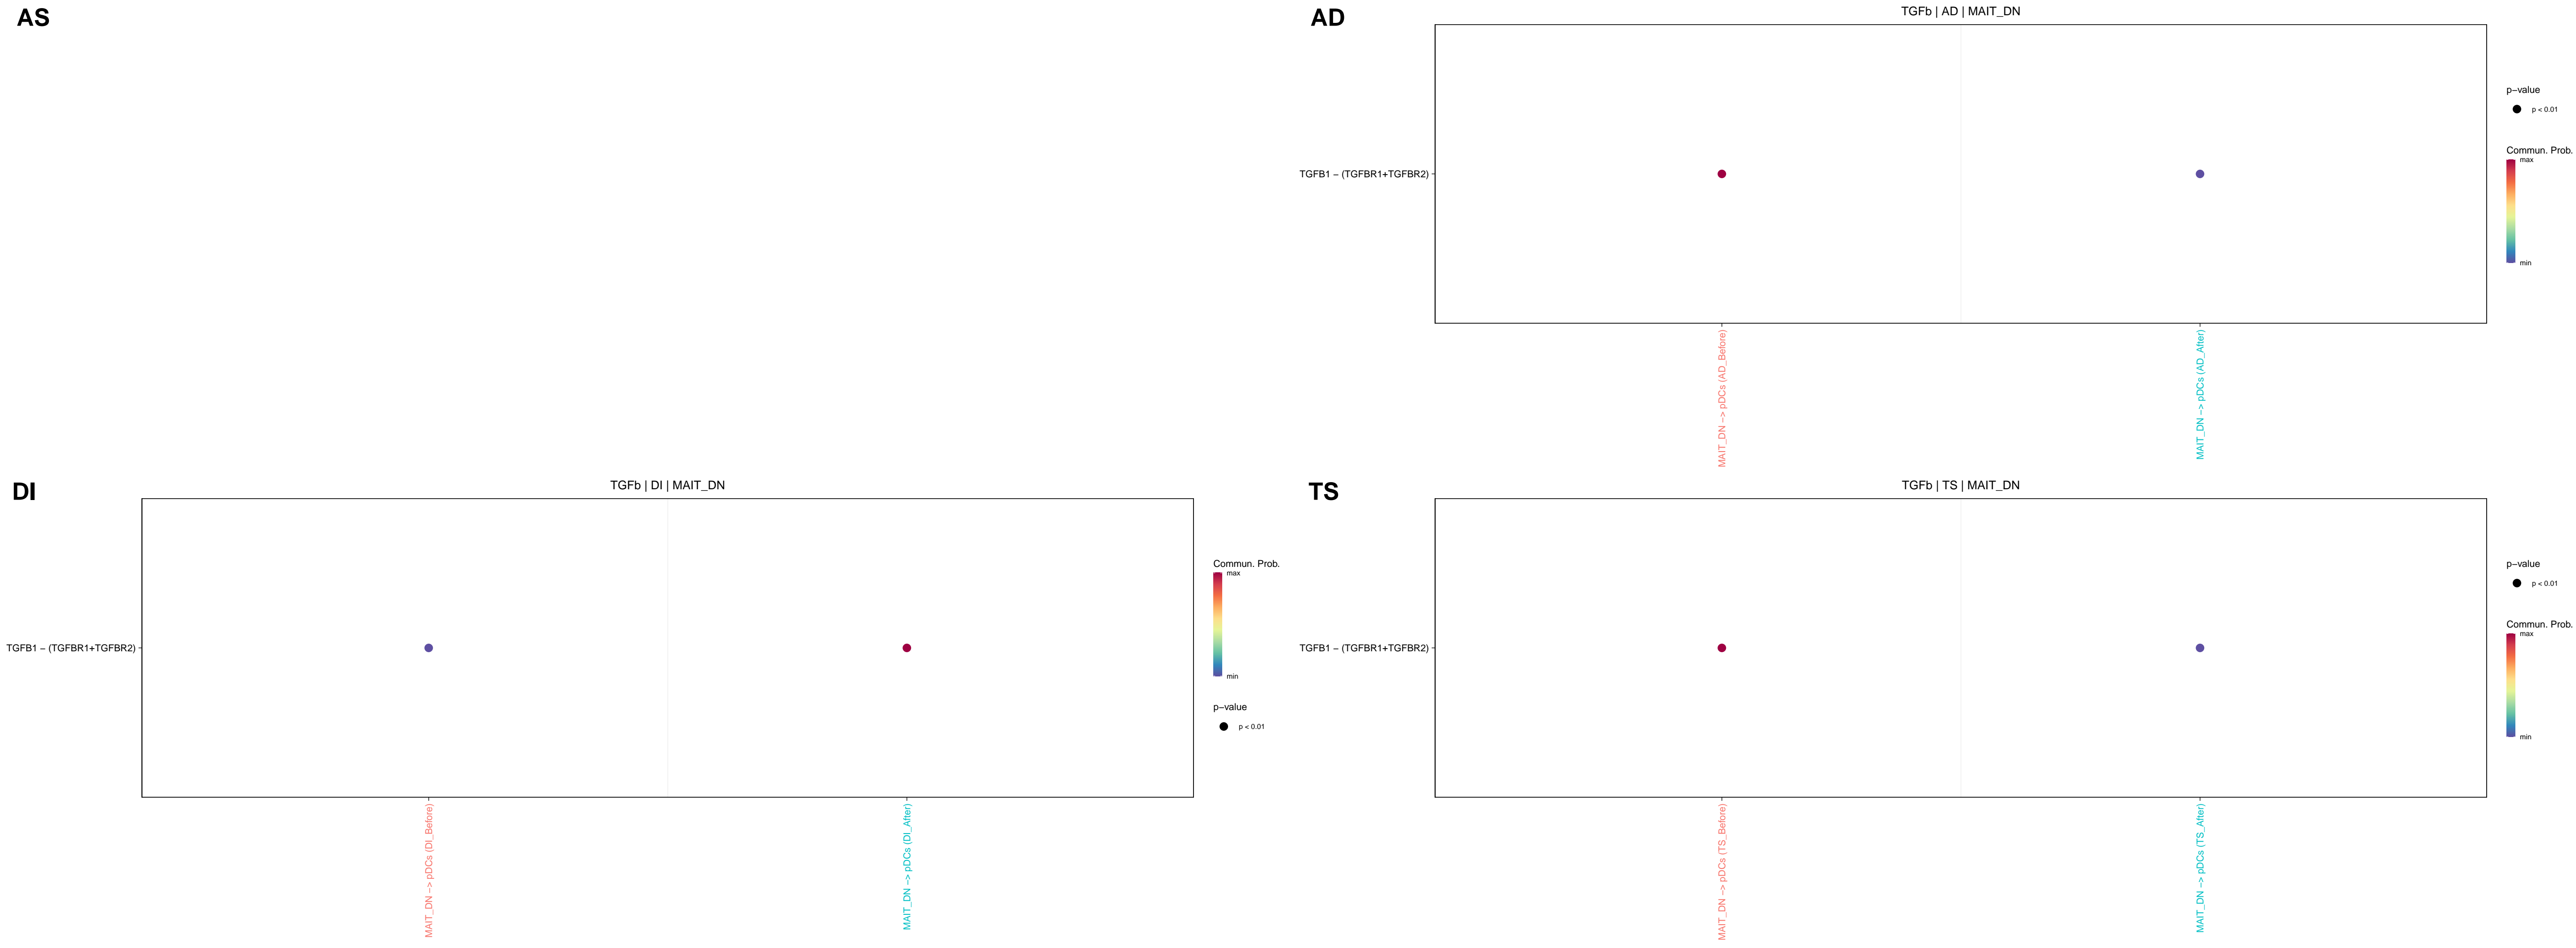 AS
AD
TGFb | AD | MAIT_DN
TGFB1 − (TGFBR1+TGFBR2)
MAIT_DN −> pDCs (AD_Before)
MAIT_DN −> pDCs (AD_After)
p−value
p < 0.01
Commun. Prob.
max
min
DI
TGFb | DI | MAIT_DN
TGFB1 − (TGFBR1+TGFBR2)
MAIT_DN −> pDCs (DI_Before)
MAIT_DN −> pDCs (DI_After)
Commun. Prob.
max
min
p−value
p < 0.01
TS
TGFb | TS | MAIT_DN
TGFB1 − (TGFBR1+TGFBR2)
MAIT_DN −> pDCs (TS_Before)
MAIT_DN −> pDCs (TS_After)
p−value
p < 0.01
Commun. Prob.
max
min